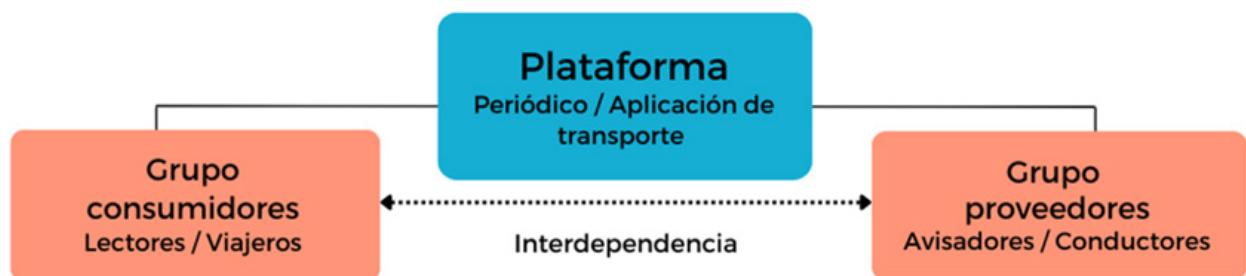 Plataforma
Periódico / Aplicación de
transporte
Grupo
consumidores
Lectores / Viajeros
Interdependencia
Grupo
proveedores
Avisadores / Conductores